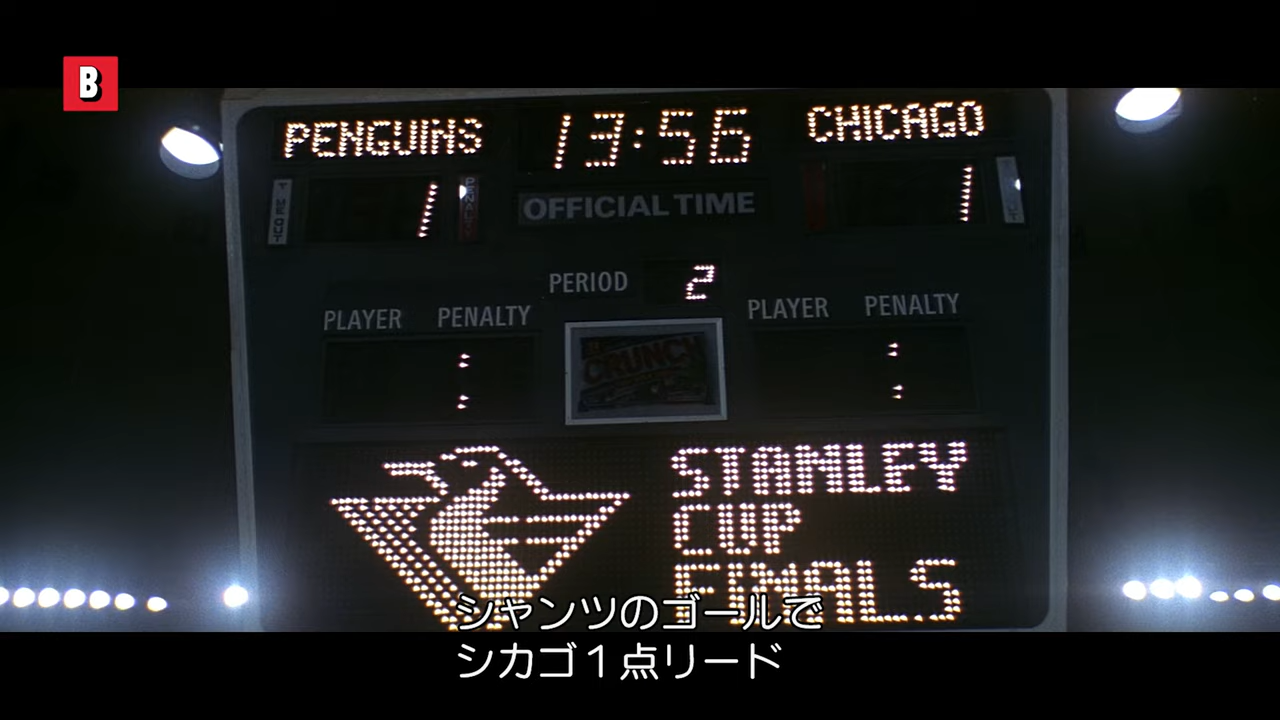 B
PENGUINS 13:56 CHICAGO
1 1
OFFICIAL TIME
PERIOD 2
PLAYER PENALTY PLAYER PENALTY
: :
: :
CRUNCH
STANLEY
CUP
FINALS
シャンツのゴールで
シカゴ1点リード